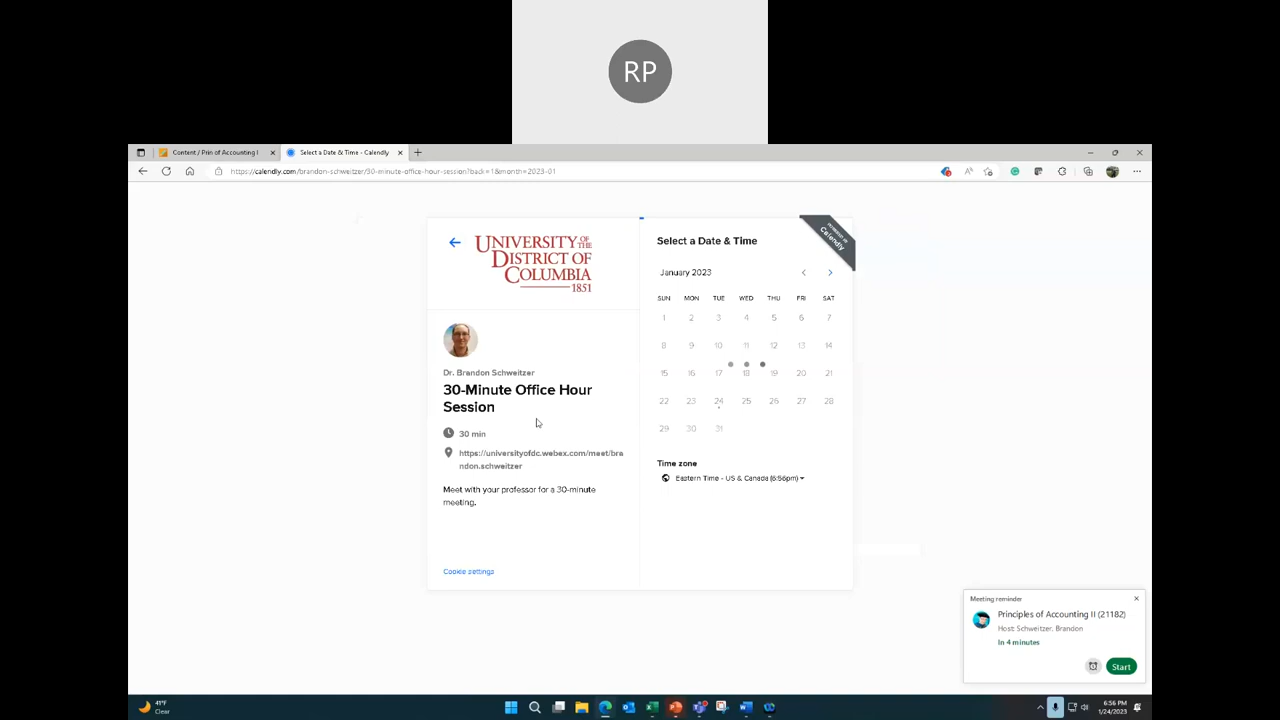 RP
Content / Prin of Accounting I
Select a Date & Time - Calendly
https://calendly.com/brandon-schweitzer/30-minute-office-hour-session?back=1&month=2023-01
UNIVERSITY OF THE
DISTRICT OF
COLUMBIA
1851
Dr. Brandon Schweitzer
30-Minute Office Hour
Session
30 min
https://universityofdc.webex.com/meet/bra
ndon.schweitzer
Meet with your professor for a 30-minute
meeting.
Cookie settings
Select a Date & Time
POWERED BY
Calendly
January 2023
SUN MON TUE WED THU FRI SAT
1 2 3 4 5 6 7
8 9 10 11 12 13 14
15 16 17 18 19 20 21
22 23 24 25 26 27 28
29 30 31
Time zone
Eastern Time - US & Canada (6:56pm)
Meeting reminder
Principles of Accounting II (21182)
Host: Schweitzer, Brandon
In 4 minutes
Start
41°F
Clear
6:56 PM
1/24/2023